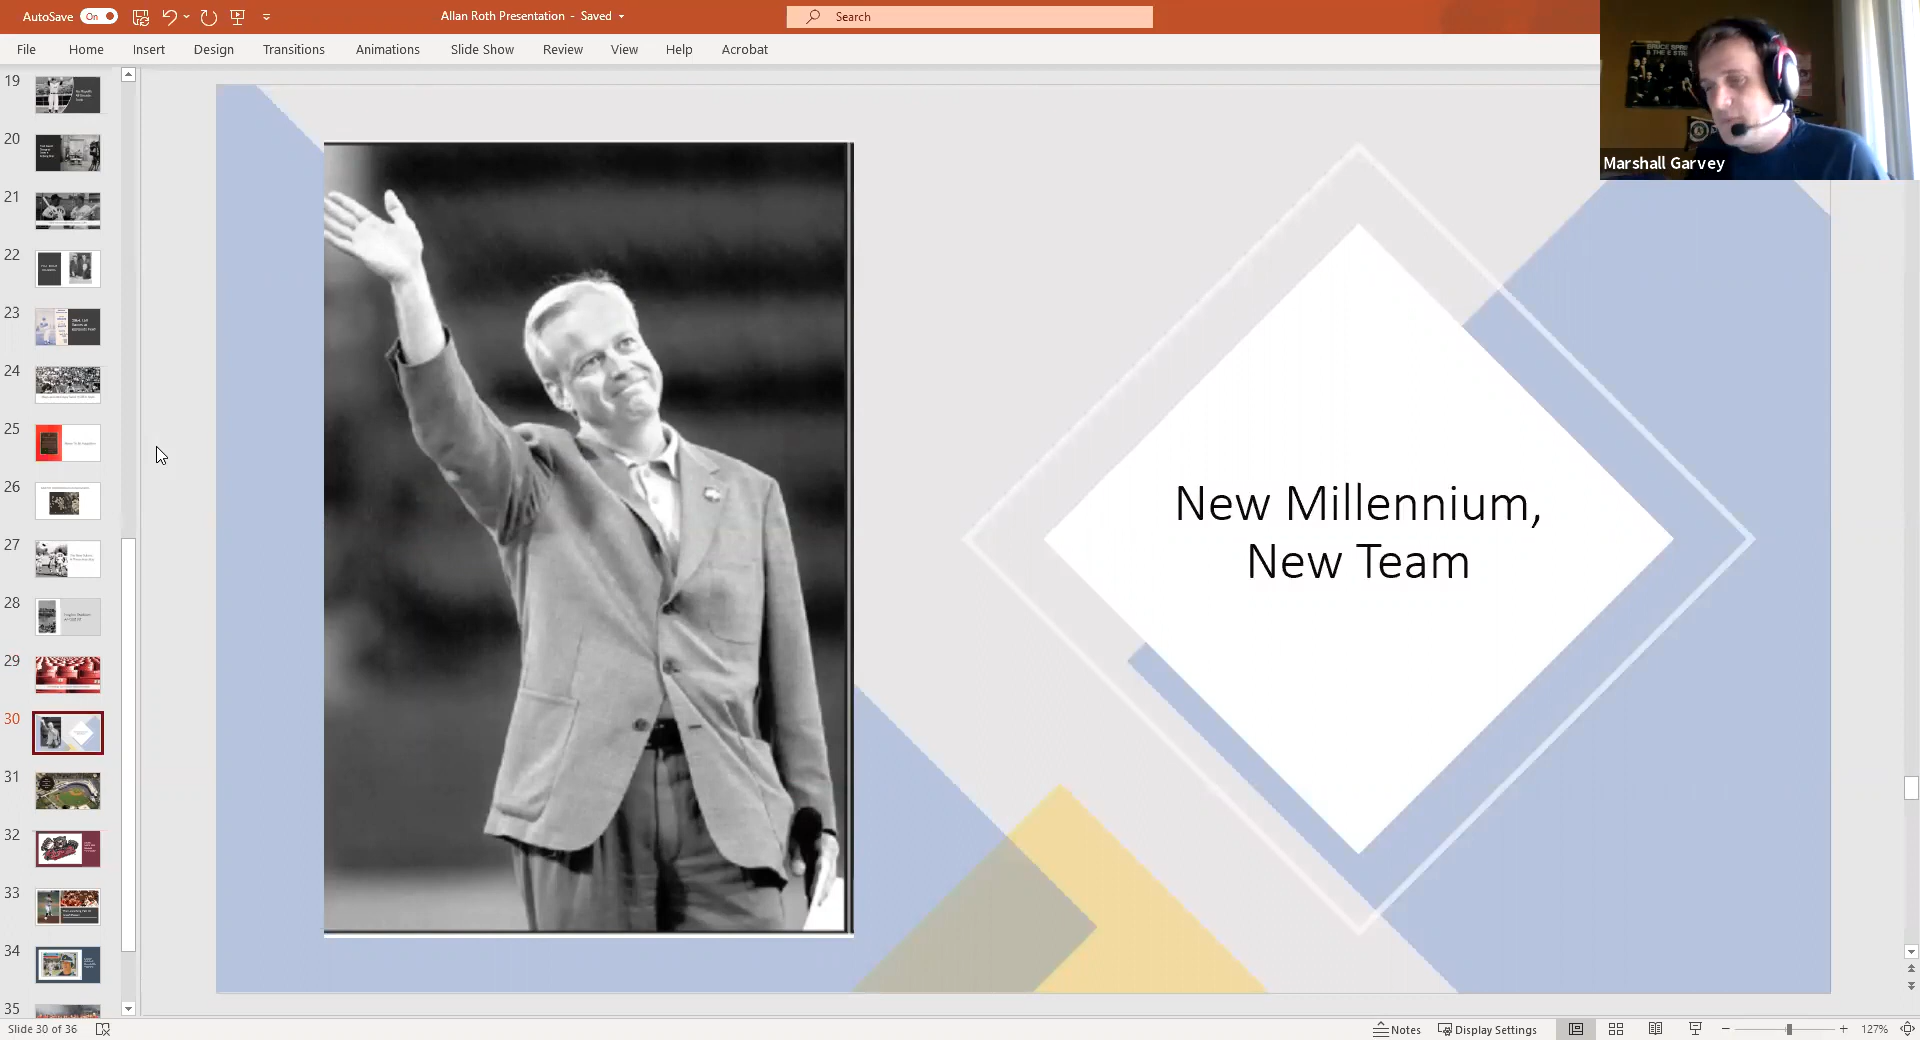 AutoSave
On
Allan Roth Presentation - Saved
Search
File
Home
Insert
Design
Transitions
Animations
Slide Show
Review
View
Help
Acrobat
Marshall Garvey
19
20
21
22
23
24
25
26
27
28
29
30
31
32
33
34
35
New Millennium,
New Team
Slide 30 of 36
Notes
Display Settings
127%